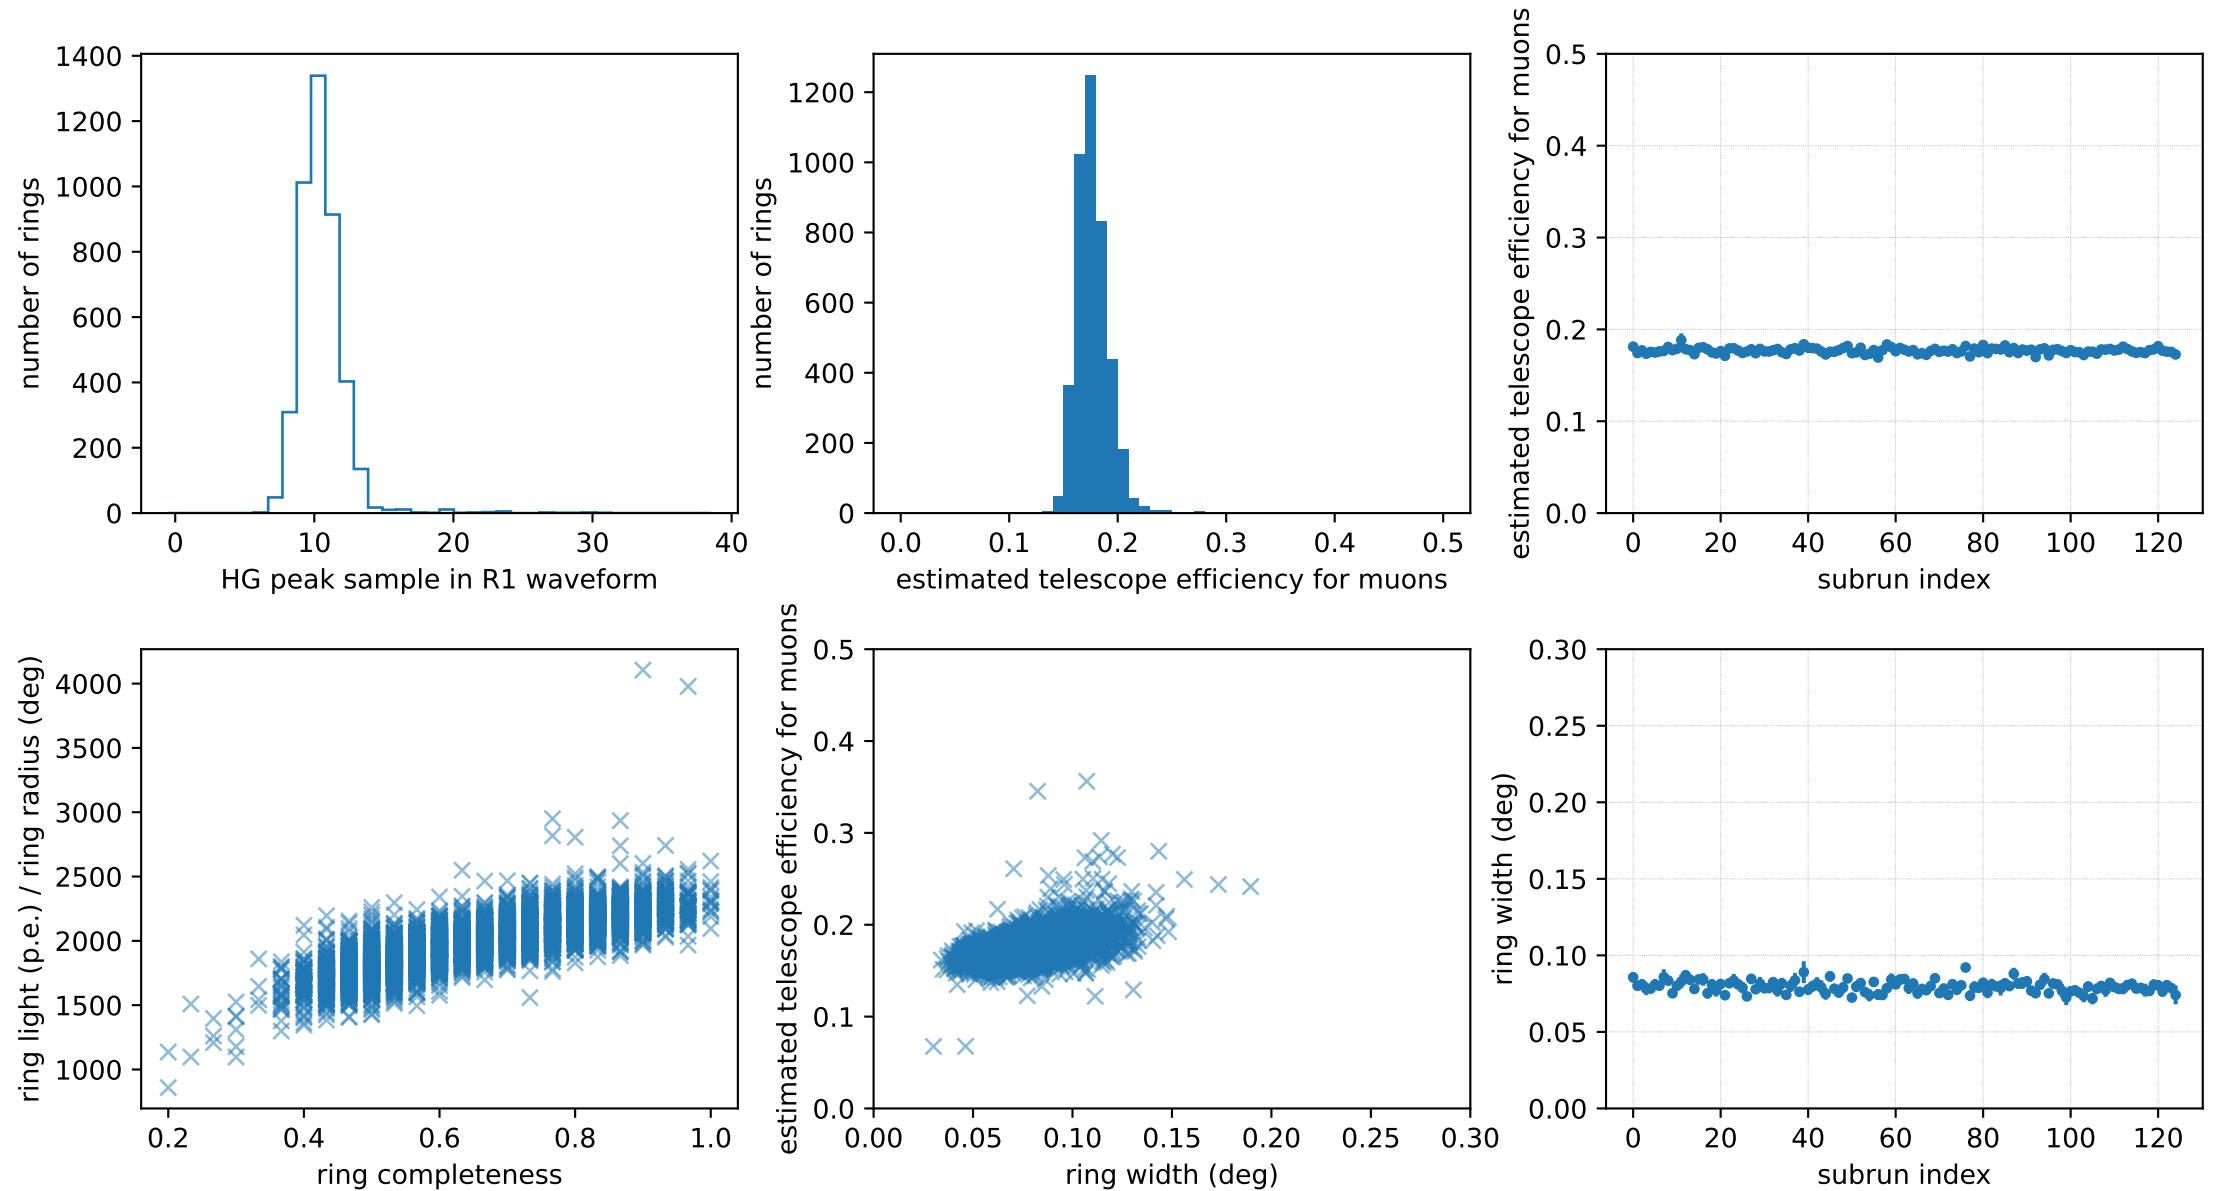 number of rings
1400
1200
1000
800
600
400
200
0
0 10 20 30 40
HG peak sample in R1 waveform
number of rings
1200
1000
800
600
400
200
0
0.0 0.1 0.2 0.3 0.4 0.5
estimated telescope efficiency for muons
estimated telescope efficiency for muons
0.5
0.4
0.3
0.2
0.1
0.0
0 20 40 60 80 100 120
subrun index
ring light (p.e.) / ring radius (deg)
4000
3500
3000
2500
2000
1500
1000
0.2 0.4 0.6 0.8 1.0
ring completeness
estimated telescope efficiency for muons
0.5
0.4
0.3
0.2
0.1
0.0
0.00 0.05 0.10 0.15 0.20 0.25 0.30
ring width (deg)
ring width (deg)
0.30
0.25
0.20
0.15
0.10
0.05
0.00
0 20 40 60 80 100 120
subrun index